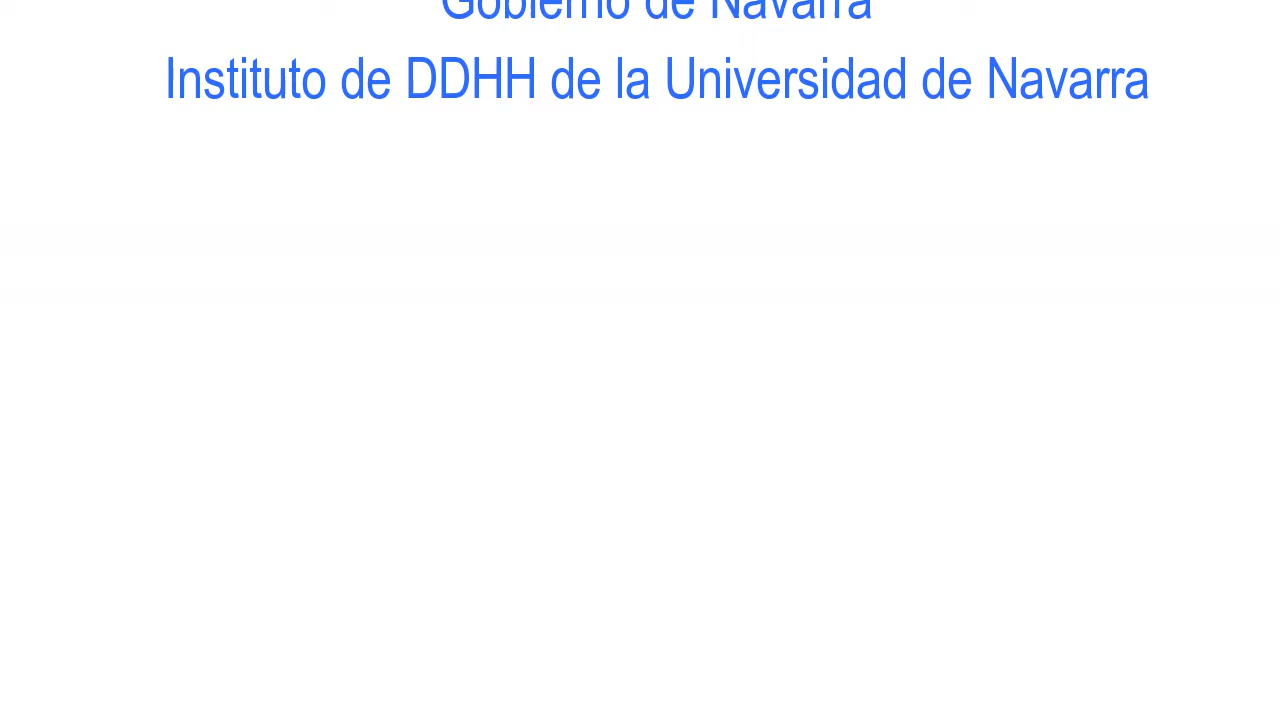 Gobierno de Navarra
Instituto de DDHH de la Universidad de Navarra